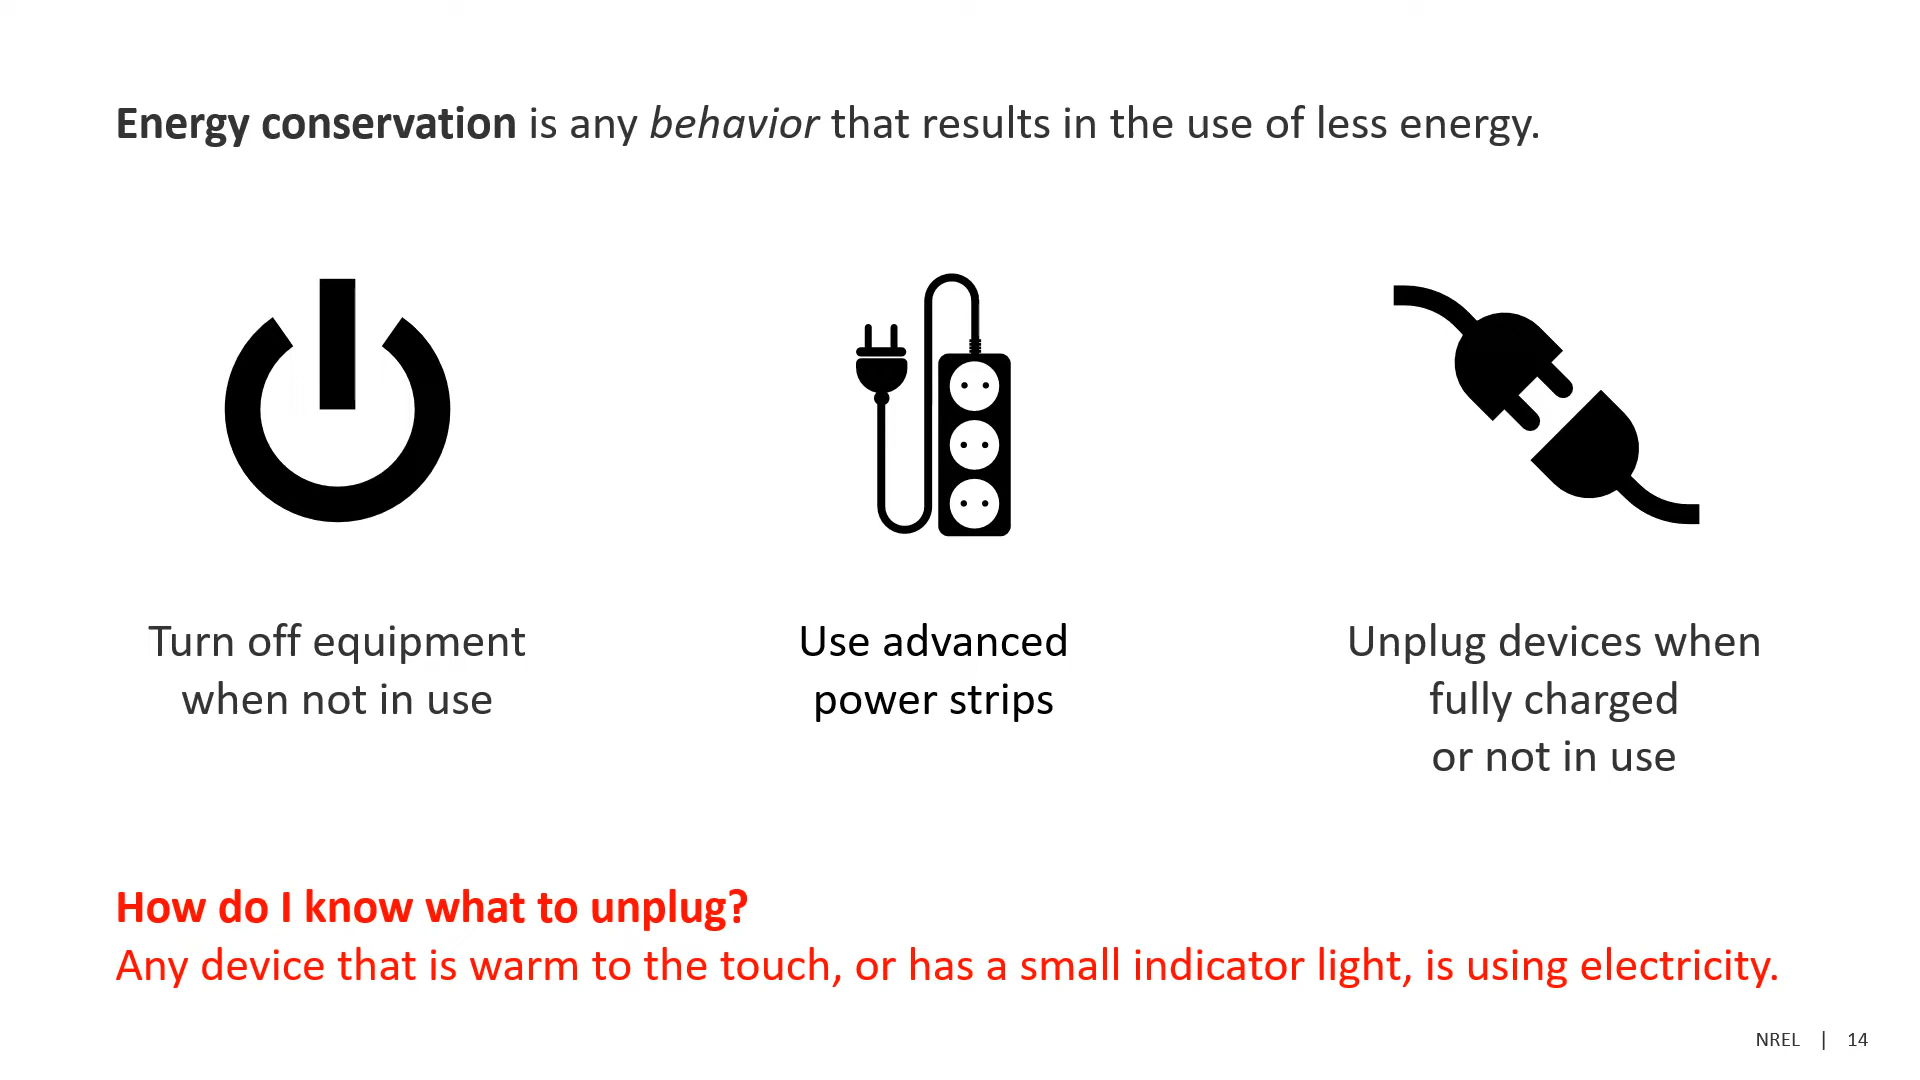 Energy conservation is any behavior that results in the use of less energy.
Turn off equipment
when not in use
Use advanced
power strips
Unplug devices when
fully charged
or not in use
How do I know what to unplug?
Any device that is warm to the touch, or has a small indicator light, is using electricity.
NREL | 14